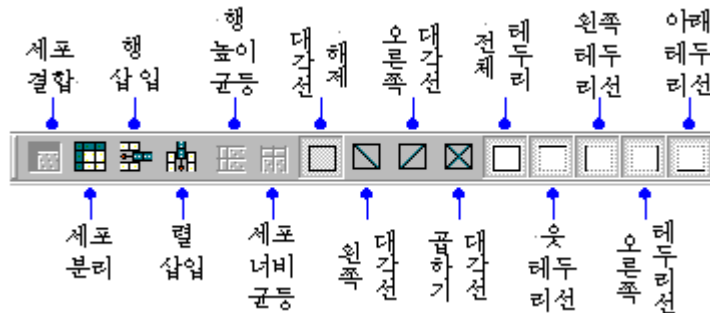 세포
결합
행
삽입
행
높이
균등
대각선
해제
오른쪽
대각선
전체
테두리
왼쪽
테두
리선
아래
테두
리선
세포
분리
렬
삽입
세포
너비
균등
왼쪽
대각선
곱하기
대각선
웃
테두
리선
오른쪽
테두리선